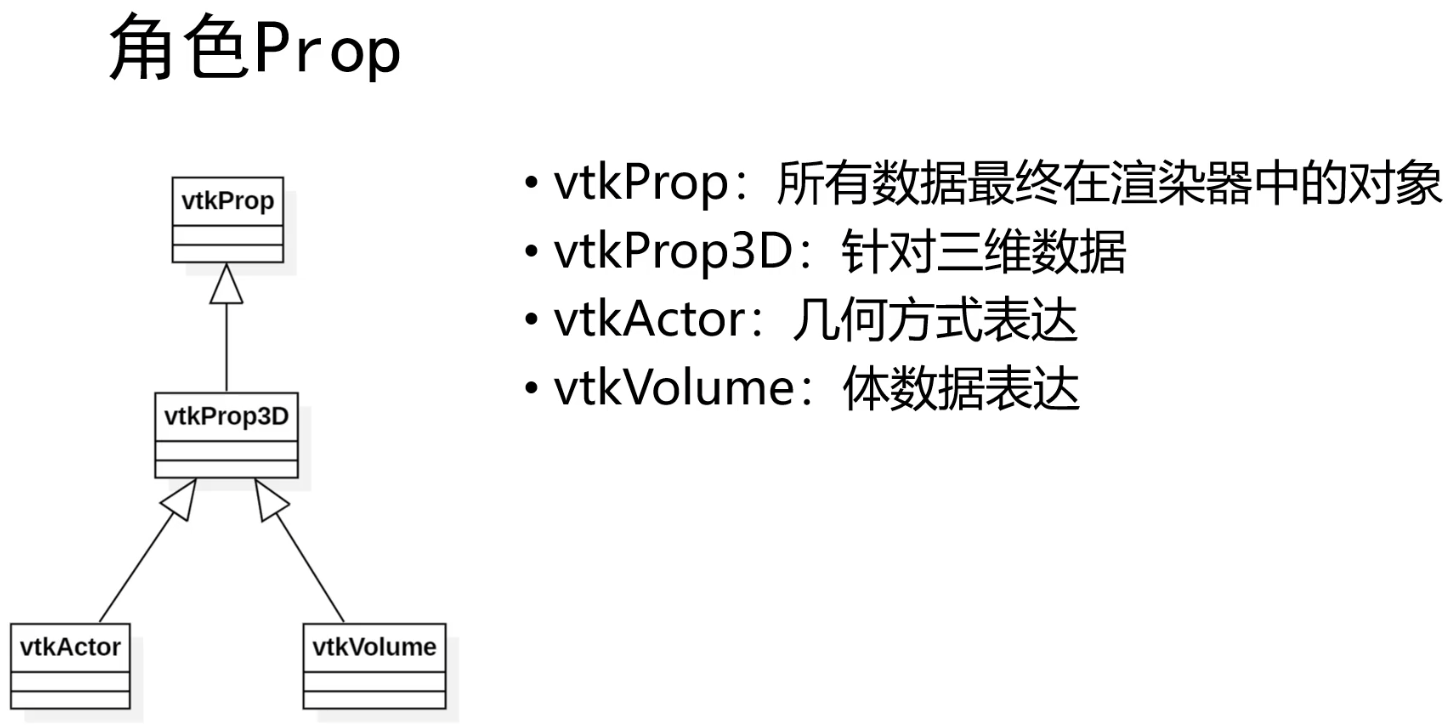 角色Prop
vtkProp
vtkProp3D
vtkActor
vtkVolume
• vtkProp：所有数据最终在渲染器中的对象
• vtkProp3D：针对三维数据
• vtkActor：几何方式表达
• vtkVolume：体数据表达